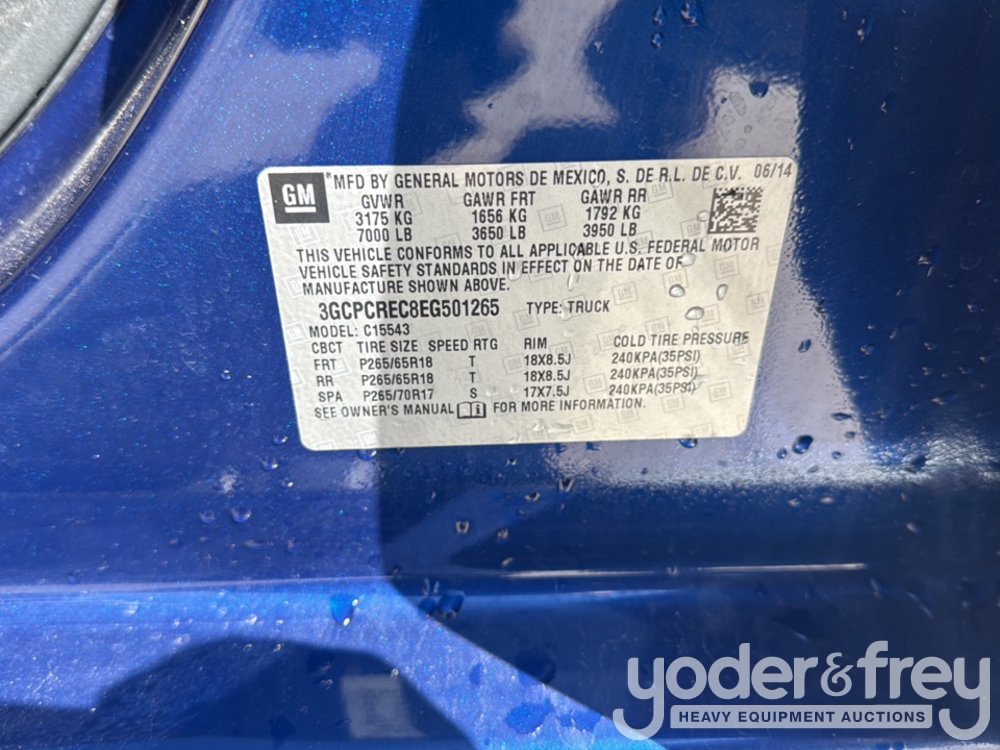 GM MFD BY GENERAL MOTORS DE MEXICO, S. DE R.L. DE C.V. 06/14
GVWR GAWR FRT GAWR RR
3175 KG 1656 KG 1792 KG
7000 LB 3650 LB 3950 LB
THIS VEHICLE CONFORMS TO ALL APPLICABLE U.S. FEDERAL MOTOR
VEHICLE SAFETY STANDARDS IN EFFECT ON THE DATE OF
MANUFACTURE SHOWN ABOVE.
3GCPCREC8EG501265 TYPE: TRUCK
MODEL: C15543
CBCT TIRE SIZE SPEED RTG RIM COLD TIRE PRESSURE
FRT P265/65R18 T 18X8.5J 240KPA(35PSI)
RR P265/65R18 T 18X8.5J 240KPA(35PSI)
SPA P265/70R17 S 17X7.5J 240KPA(35PSI)
SEE OWNER'S MANUAL FOR MORE INFORMATION.
yoder&frey
HEAVY EQUIPMENT AUCTIONS